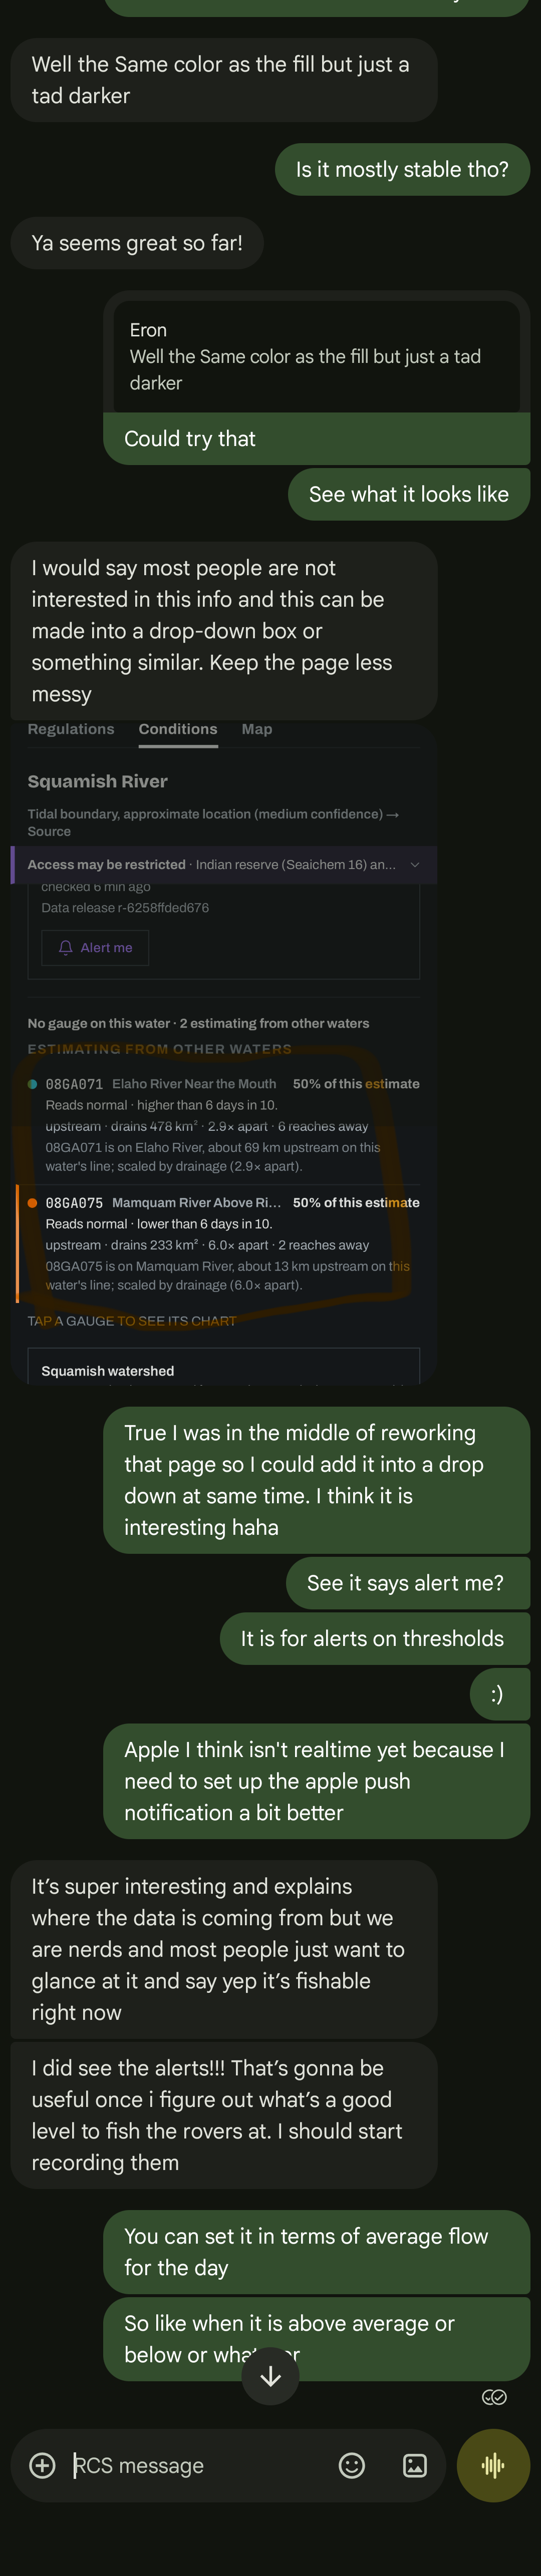 Well the Same color as the fill but just a
tad darker
Is it mostly stable tho?
Ya seems great so far!
Eron
Well the Same color as the fill but just a tad
darker
Could try that
See what it looks like
I would say most people are not
interested in this info and this can be
made into a drop-down box or
something similar. Keep the page less
messy
Regulations Conditions Map
Squamish River
Tidal boundary, approximate location (medium confidence) →
Source
Access may be restricted · Indian reserve (Seaichem 16) an...
checked 6 min ago
Data release r-6258ffded676
Alert me
No gauge on this water · 2 estimating from other waters
ESTIMATING FROM OTHER WATERS
08GA071 Elaho River Near the Mouth 50% of this estimate
Reads normal · higher than 6 days in 10.
upstream · drains 478 km² · 2.9× apart · 6 reaches away
08GA071 is on Elaho River, about 69 km upstream on this
water's line; scaled by drainage (2.9× apart).
08GA075 Mamquam River Above Ri... 50% of this estimate
Reads normal · lower than 6 days in 10.
upstream · drains 233 km² · 6.0× apart · 2 reaches away
08GA075 is on Mamquam River, about 13 km upstream on this
water's line; scaled by drainage (6.0× apart).
TAP A GAUGE TO SEE ITS CHART
Squamish watershed
True I was in the middle of reworking
that page so I could add it into a drop
down at same time. I think it is
interesting haha
See it says alert me?
It is for alerts on thresholds
:)
Apple I think isn't realtime yet because I
need to set up the apple push
notification a bit better
It's super interesting and explains
where the data is coming from but we
are nerds and most people just want to
glance at it and say yep it's fishable
right now
I did see the alerts!!! That's gonna be
useful once i figure out what's a good
level to fish the rovers at. I should start
recording them
You can set it in terms of average flow
for the day
So like when it is above average or
below or
RCS message